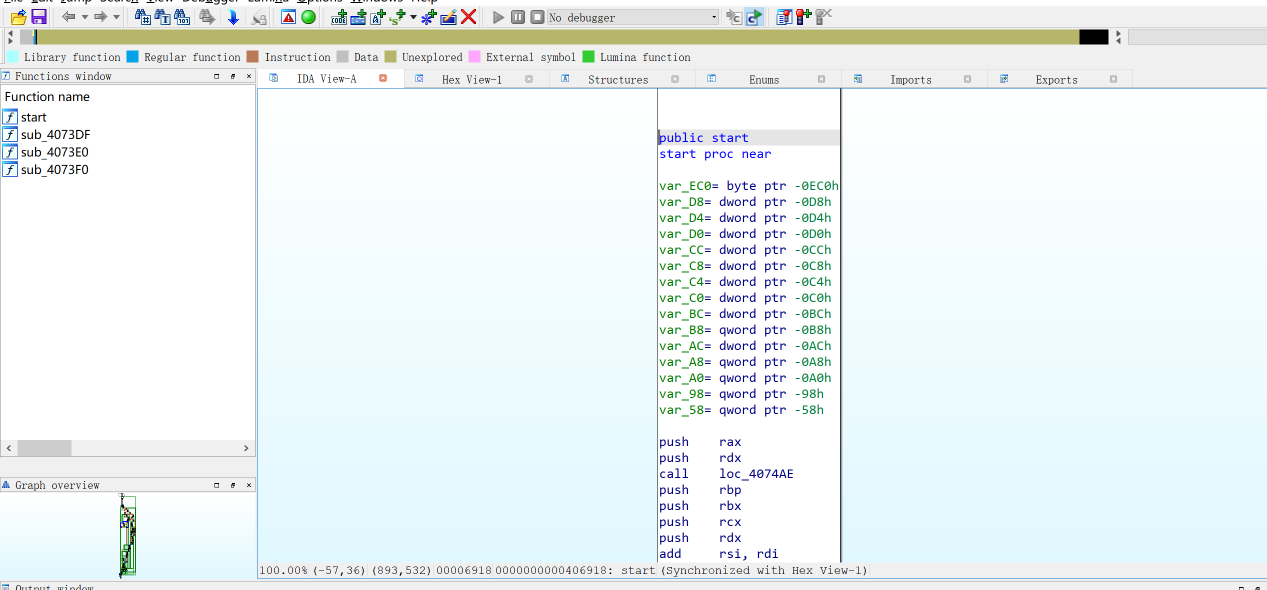 No debugger
Library function Regular function Instruction Data Unexplored External symbol Lumina function
Functions window
Function name
start
sub_4073DF
sub_4073E0
sub_4073F0
Graph overview
IDA View-A Hex View-1 Structures Enums Imports Exports
public start
start proc near
var_EC0= byte ptr -0EC0h
var_D8= dword ptr -0D8h
var_D4= dword ptr -0D4h
var_D0= dword ptr -0D0h
var_CC= dword ptr -0CCh
var_C8= dword ptr -0C8h
var_C4= dword ptr -0C4h
var_C0= dword ptr -0C0h
var_BC= dword ptr -0BCh
var_B8= qword ptr -0B8h
var_AC= dword ptr -0ACh
var_A8= qword ptr -0A8h
var_A0= qword ptr -0A0h
var_98= qword ptr -98h
var_58= qword ptr -58h
push rax
push rdx
call loc_4074AE
push rbp
push rbx
push rcx
push rdx
add rsi, rdi
100.00% (-57,36) (893,532) 00006918 0000000000406918: start (Synchronized with Hex View-1)
Output window